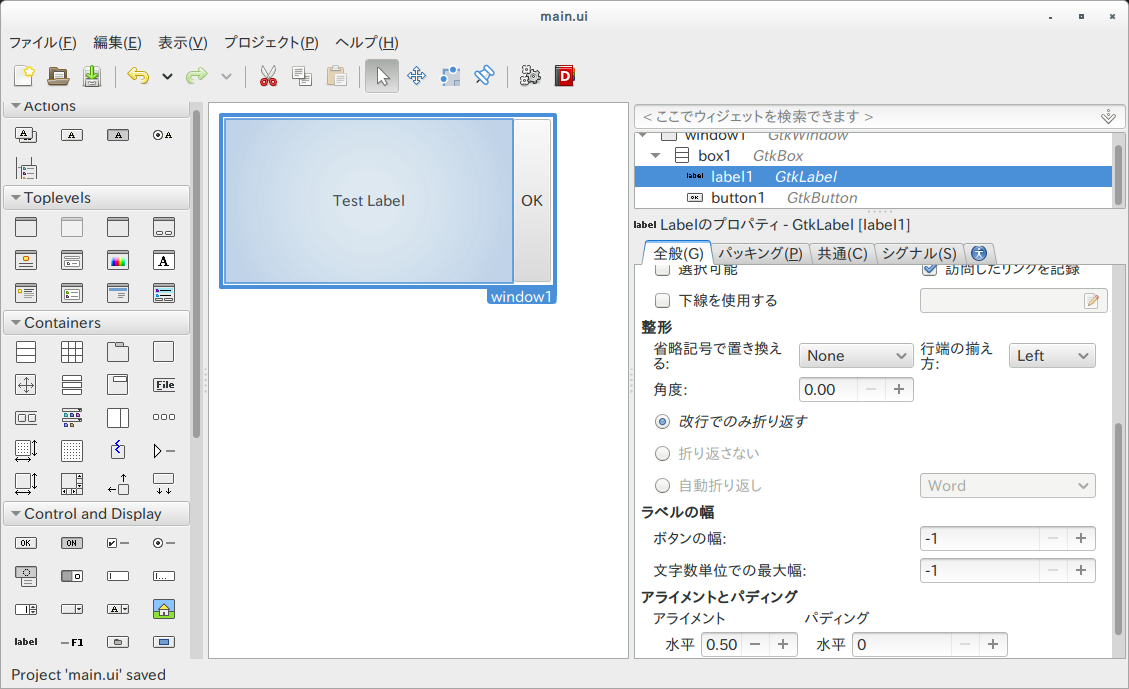 main.ui
ファイル(F) 編集(E) 表示(V) プロジェクト(P) ヘルプ(H)
Actions
Toplevels
Containers
File
Control and Display
OK
ON
label
F1
Test Label
OK
window1
< ここでウィジェットを検索できます >
window1 GtkWindow
box1 GtkBox
label label1 GtkLabel
OK button1 GtkButton
label Labelのプロパティ - GtkLabel [label1]
全般(G) パッキング(P) 共通(C) シグナル(S)
選択可能 訪問したリンクを記録
下線を使用する
整形
省略記号で置き換え
る:
None
行端の揃え
方:
Left
角度: 0.00
改行でのみ折り返す
折り返さない
自動折り返し Word
ラベルの幅
ボタンの幅: -1
文字数単位での最大幅: -1
アライメントとパディング
アライメント パディング
水平 0.50 水平 0
Project 'main.ui' saved